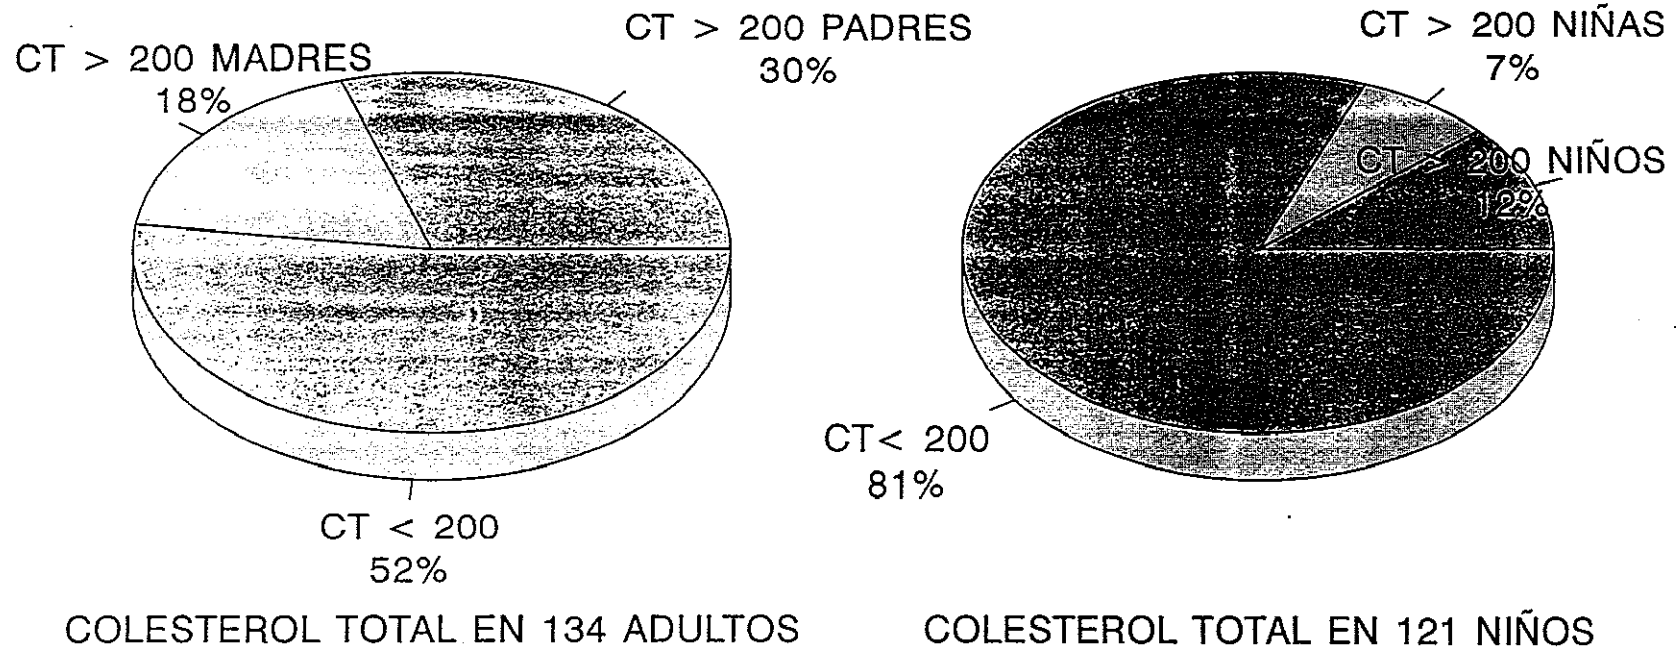 CT > 200 MADRES
18%
CT > 200 PADRES
30%
CT < 200
52%
COLESTEROL TOTAL EN 134 ADULTOS
CT > 200 NIÑAS
7%
CT > 200 NIÑOS
12%
CT< 200
81%
COLESTEROL TOTAL EN 121 NIÑOS